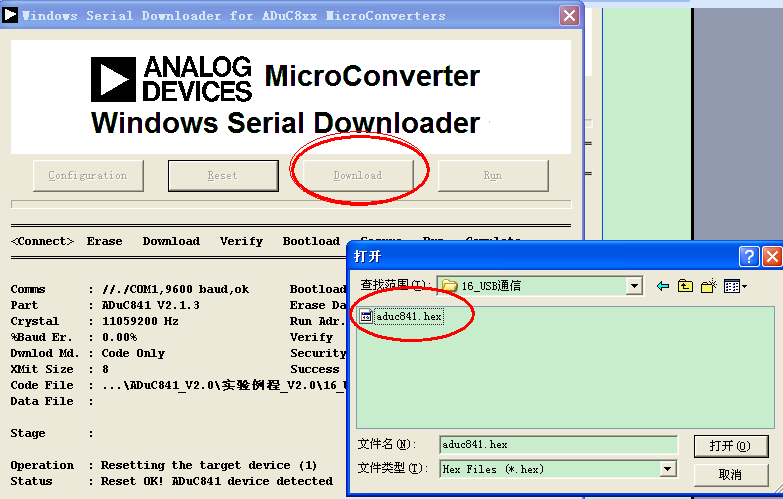 Windows Serial Downloader for ADuC8xx MicroConverters
ANALOG
DEVICES
MicroConverter
Windows Serial Downloader
Configuration Reset Download Run
<Connect> Erase Download Verify Bootload
Comms : //./COM1,9600 baud,ok Bootload
Part : ADuC841 V2.1.3 Erase Da
Crystal : 11059200 Hz Run Adr.
%Baud Er. : 0.00% Verify
Dwnlod Md. : Code Only Security
XMit Size : 8 Success
Code File : ...\ADuC841_V2.0\实验例程_V2.0\16_U
Data File :
Stage :
Operation : Resetting the target device (1)
Status : Reset OK! ADuC841 device detected
打开
查找范围(I): 16_USB通信
aduc841.hex
文件名(N): aduc841.hex 打开(O)
文件类型(T): Hex Files (*.hex) 取消